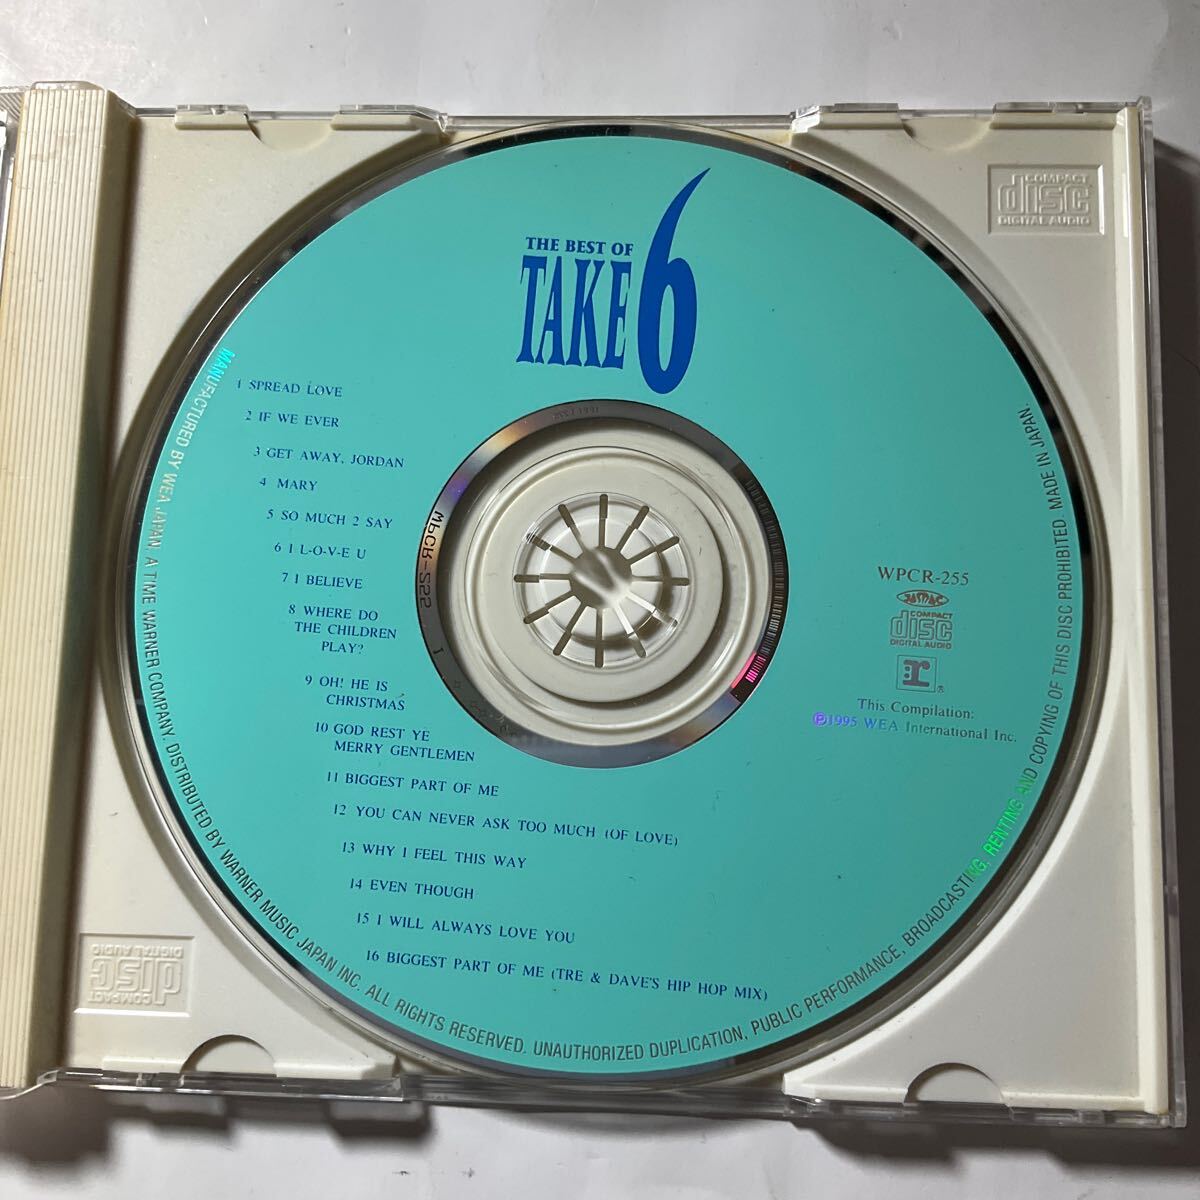 THE BEST OF
TAKE 6
1 SPREAD LOVE
2 IF WE EVER
3 GET AWAY, JORDAN
4 MARY
5 SO MUCH 2 SAY
6 I L-O-V-E U
7 I BELIEVE
8 WHERE DO
THE CHILDREN
PLAY?
9 OH! HE IS
CHRISTMAS
10 GOD REST YE
MERRY GENTLEMEN
11 BIGGEST PART OF ME
12 YOU CAN NEVER ASK TOO MUCH (OF LOVE)
13 WHY I FEEL THIS WAY
14 EVEN THOUGH
15 I WILL ALWAYS LOVE YOU
16 BIGGEST PART OF ME (TRE & DAVE'S HIP HOP MIX)
WPCR-255
JASRAC
COMPACT
disc
DIGITAL AUDIO
r®
This Compilation:
℗1995 WEA International Inc.
MANUFACTURED BY WEA JAPAN, A TIME WARNER COMPANY. DISTRIBUTED BY WARNER MUSIC JAPAN INC. ALL RIGHTS RESERVED. UNAUTHORIZED DUPLICATION, PUBLIC PERFORMANCE, BROADCASTING, RENTING AND COPYING OF THIS DISC PROHIBITED. MADE IN JAPAN.
WPCR-255
COMPACT
disc
DIGITAL AUDIO
COMPACT
disc
DIGITAL AUDIO